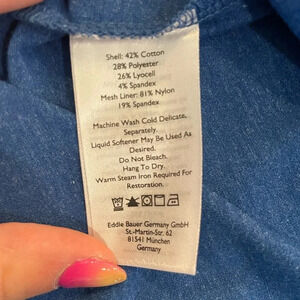 Shell: 42% Cotton
28% Polyester
26% Lyocell
4% Spandex
Mesh Liner: 81% Nylon
19% Spandex
Machine Wash Cold Delicate,
Separately.
Liquid Softener May Be Used As
Desired.
Do Not Bleach.
Hang To Dry.
Warm Steam Iron Required For
Restoration.
Eddie Bauer Germany GmbH
St.-Martin-Str. 62
81541 München
Germany